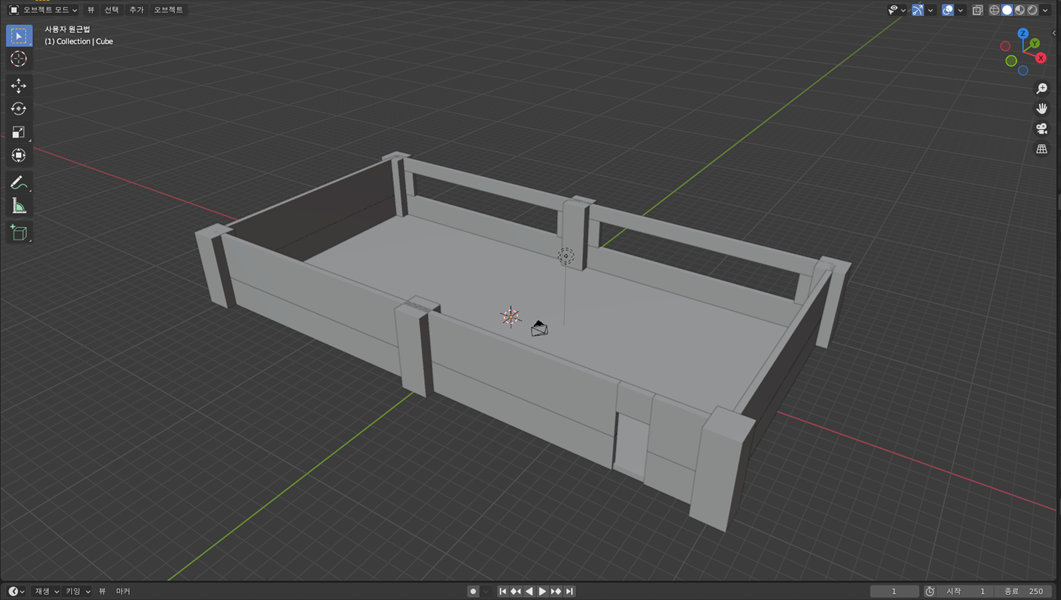 오브젝트 모드 뷰 선택 추가 오브젝트
사용자 원근법
(1) Collection | Cube
Z
Y
X
재생 키잉 뷰 마커 1 시작 1 종료 250